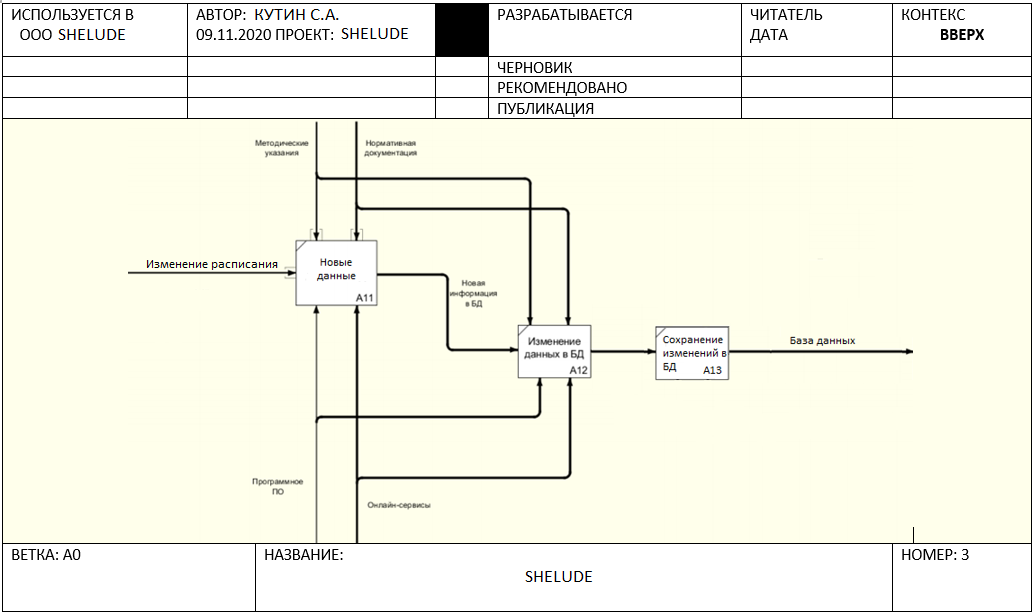 ИСПОЛЬЗУЕТСЯ В
ООО SHELUDE
АВТОР: КУТИН С.А.
09.11.2020 ПРОЕКТ: SHELUDE
РАЗРАБАТЫВАЕТСЯ
ЧИТАТЕЛЬ
ДАТА
КОНТЕКС
ВВЕРХ
ЧЕРНОВИК
РЕКОМЕНДОВАНО
ПУБЛИКАЦИЯ
Методические
указания
Нормативная
документация
Изменение расписания
Новые
данные
A11
Новая
информация
в БД
Изменение
данных в БД
A12
Сохранение
изменений в
БД
A13
База данных
Программное
ПО
Онлайн-сервисы
ВЕТКА: A0
НАЗВАНИЕ:
SHELUDE
НОМЕР: 3